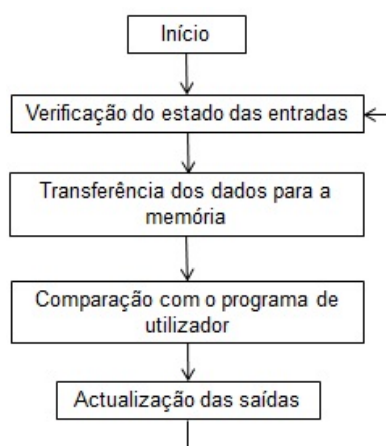 Início
Verificação do estado das entradas
Transferência dos dados para a
memória
Comparação com o programa de
utilizador
Actualização das saídas